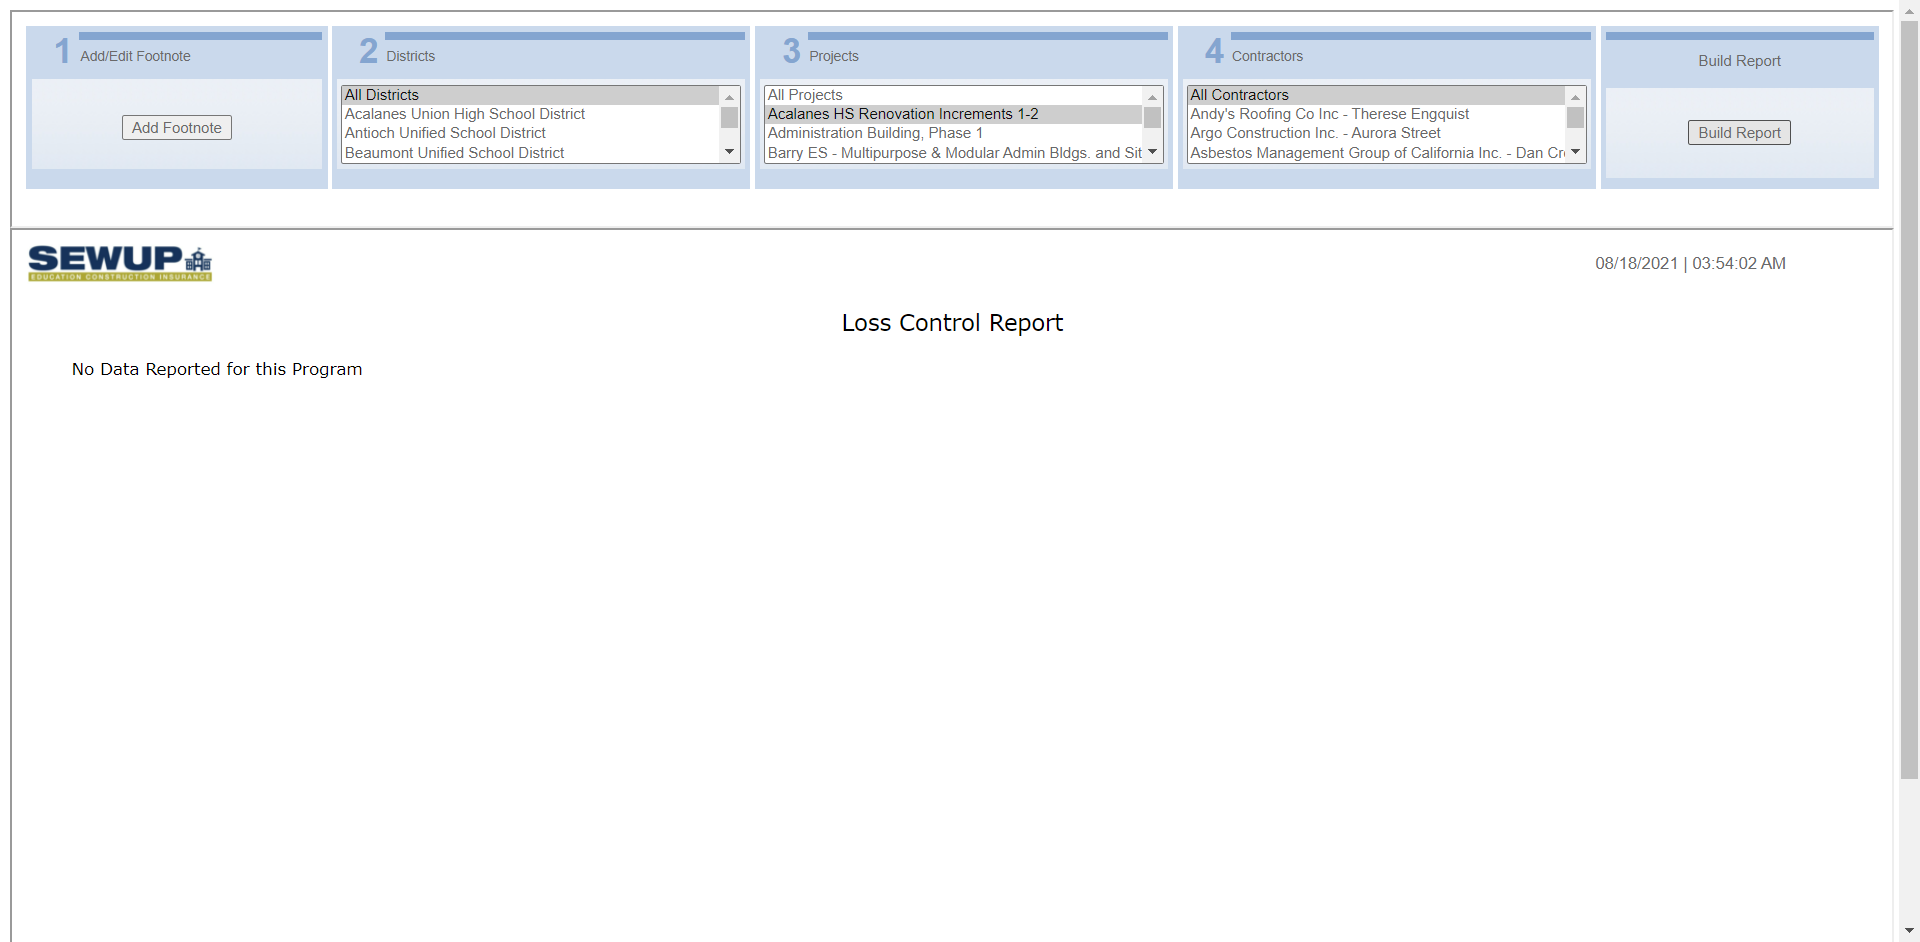 1 Add/Edit Footnote
Add Footnote
2 Districts
All Districts
Acalanes Union High School District
Antioch Unified School District
Beaumont Unified School District
3 Projects
All Projects
Acalanes HS Renovation Increments 1-2
Administration Building, Phase 1
Barry ES - Multipurpose & Modular Admin Bldgs. and Sit
4 Contractors
All Contractors
Andy's Roofing Co Inc - Therese Engquist
Argo Construction Inc. - Aurora Street
Asbestos Management Group of California Inc. - Dan Cr
Build Report
Build Report
SEWUP
EDUCATION CONSTRUCTION INSURANCE
08/18/2021 | 03:54:02 AM
Loss Control Report
No Data Reported for this Program